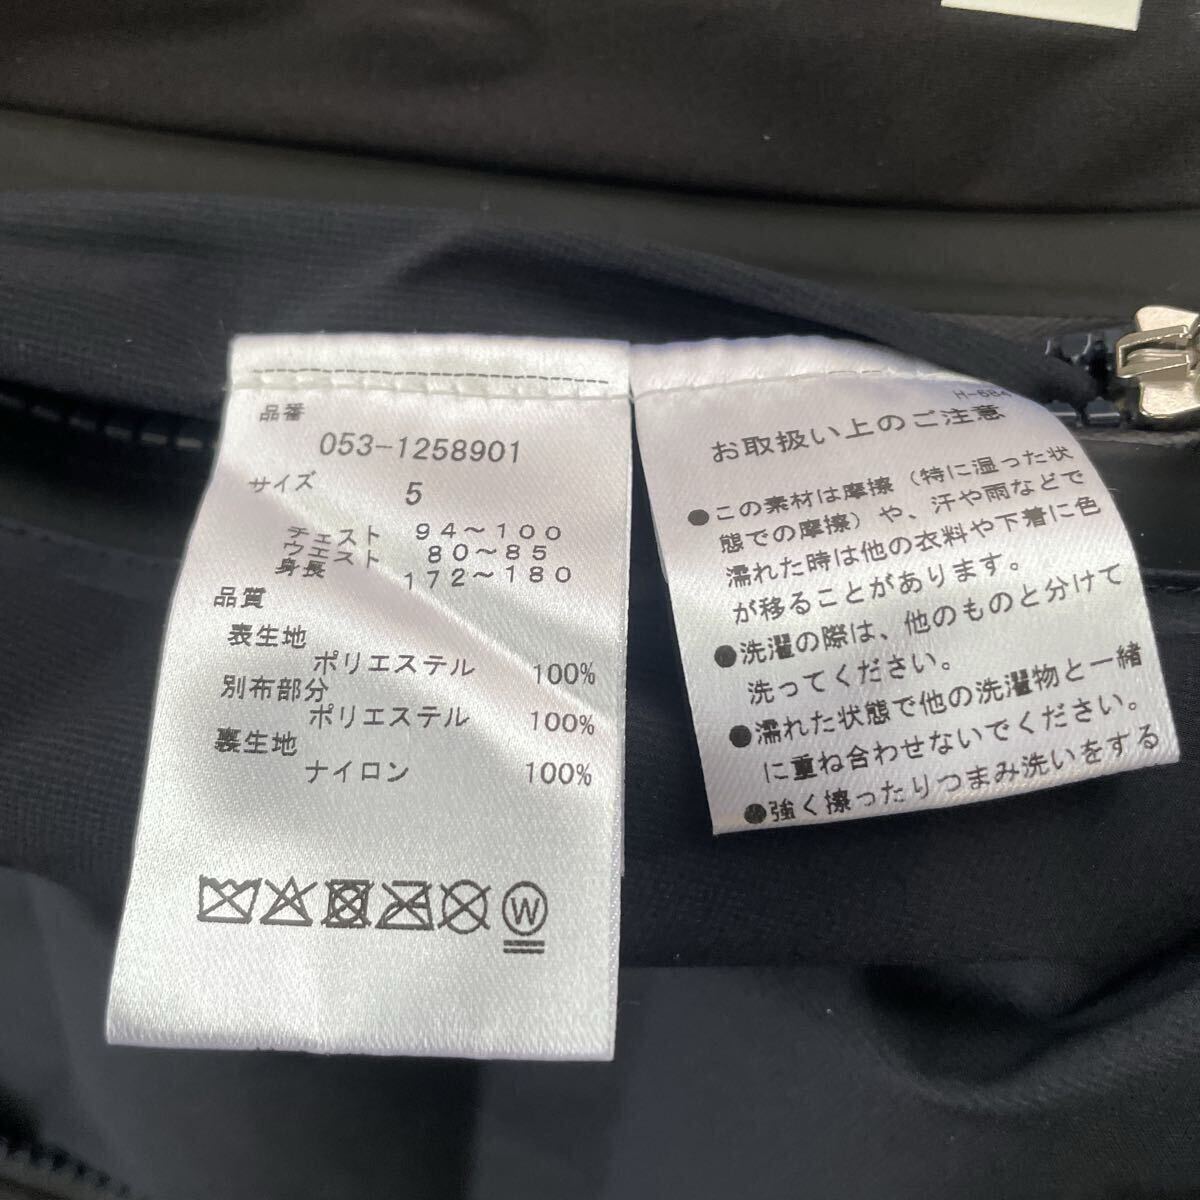 品番
053-1258901
サイズ 5
チェスト 94～100
ウエスト 80～85
身長 172～180
品質
表生地
ポリエステル 100%
別布部分
ポリエステル 100%
裏生地
ナイロン 100%
W
H-684
お取扱い上のご注意
●この素材は摩擦（特に湿った状
態での摩擦）や、汗や雨などで
濡れた時は他の衣料や下着に色
が移ることがあります。
●洗濯の際は、他のものと分けて
洗ってください。
●濡れた状態で他の洗濯物と一緒
に重ね合わせないでください。
●強く擦ったりつまみ洗いをする